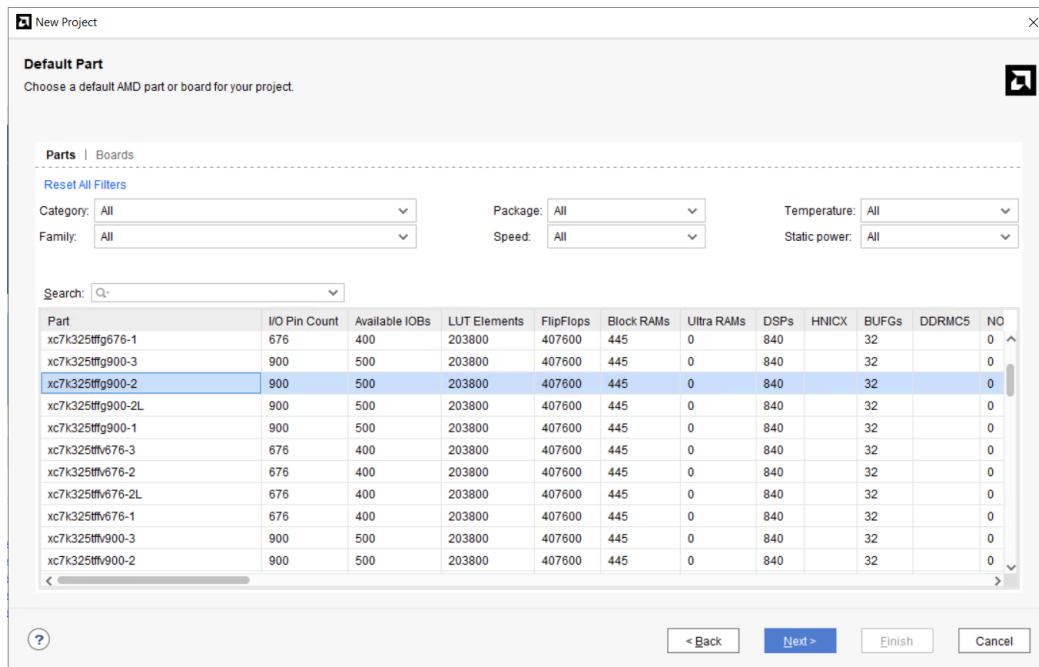 New Project
Default Part
Choose a default AMD part or board for your project.
Parts | Boards
Reset All Filters
Category: All Package: All Temperature: All
Family: All Speed: All Static power: All
Search:
Part I/O Pin Count Available IOBs LUT Elements FlipFlops Block RAMs Ultra RAMs DSPs HNICX BUFGs DDRMC5 NO
xc7k325tffg676-1 676 400 203800 407600 445 0 840 32 0
xc7k325tffg900-3 900 500 203800 407600 445 0 840 32 0
xc7k325tffg900-2 900 500 203800 407600 445 0 840 32 0
xc7k325tffg900-2L 900 500 203800 407600 445 0 840 32 0
xc7k325tffg900-1 900 500 203800 407600 445 0 840 32 0
xc7k325tffv676-3 676 400 203800 407600 445 0 840 32 0
xc7k325tffv676-2 676 400 203800 407600 445 0 840 32 0
xc7k325tffv676-2L 676 400 203800 407600 445 0 840 32 0
xc7k325tffv676-1 676 400 203800 407600 445 0 840 32 0
xc7k325tffv900-3 900 500 203800 407600 445 0 840 32 0
xc7k325tffv900-2 900 500 203800 407600 445 0 840 32 0
? < Back Next > Finish Cancel